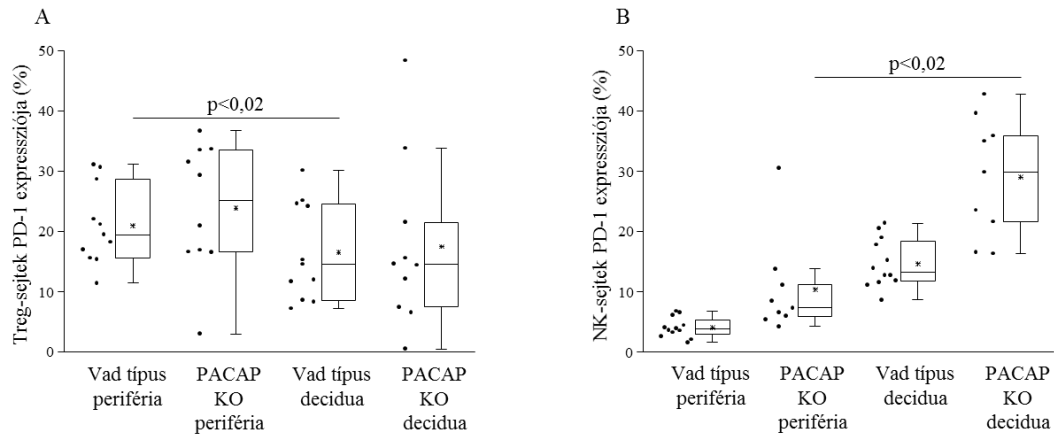 A
Treg-sejtek PD-1 expressziója (%)
50
40
30
20
10
0
p<0,02
Vad típus
periféria
PACAP
KO
periféria
Vad típus
decidua
PACAP
KO
decidua
B
NK-sejtek PD-1 expressziója (%)
50
40
30
20
10
0
p<0,02
Vad típus
periféria
PACAP
KO
periféria
Vad típus
decidua
PACAP
KO
decidua